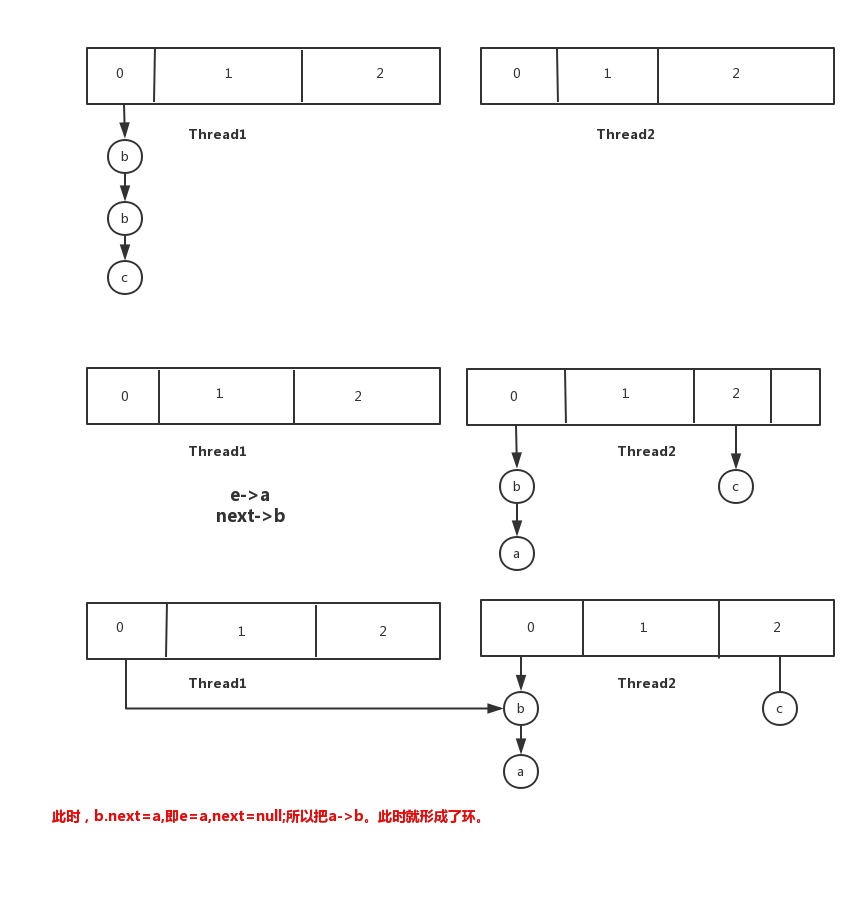 0 1 2
0 1 2
Thread1
Thread2
b
b
c
0 1 2
0 1 2
Thread1
Thread2
e->a
next->b
b
c
a
0 1 2
0 1 2
Thread1
Thread2
b
c
a
此时，b.next=a,即e=a,next=null;所以把a->b。此时就形成了环。